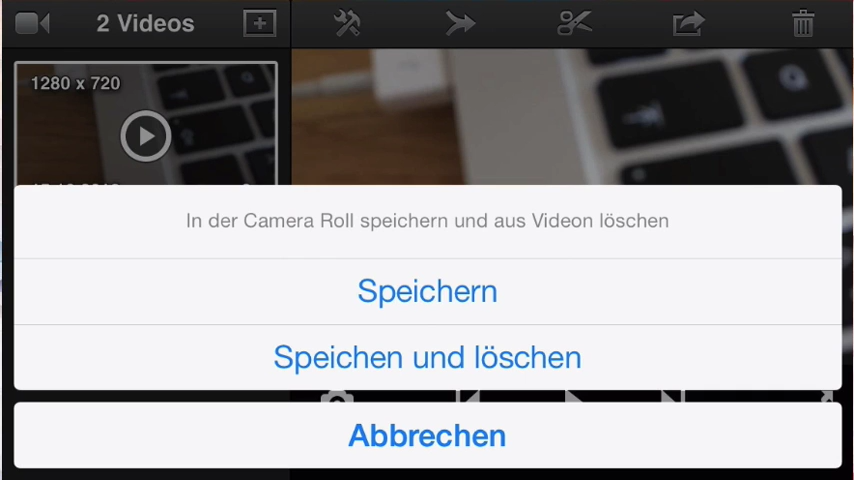 2 Videos
1280 x 720
In der Camera Roll speichern und aus Videon löschen
Speichern
Speichen und löschen
Abbrechen